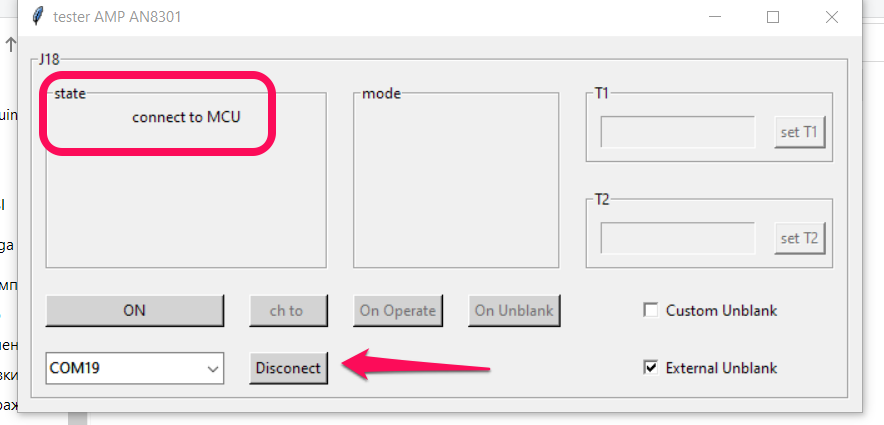 tester AMP AN8301
J18
state
connect to MCU
mode
T1
set T1
T2
set T2
ON
ch to
On Operate
On Unblank
Custom Unblank
COM19
Disconect
External Unblank